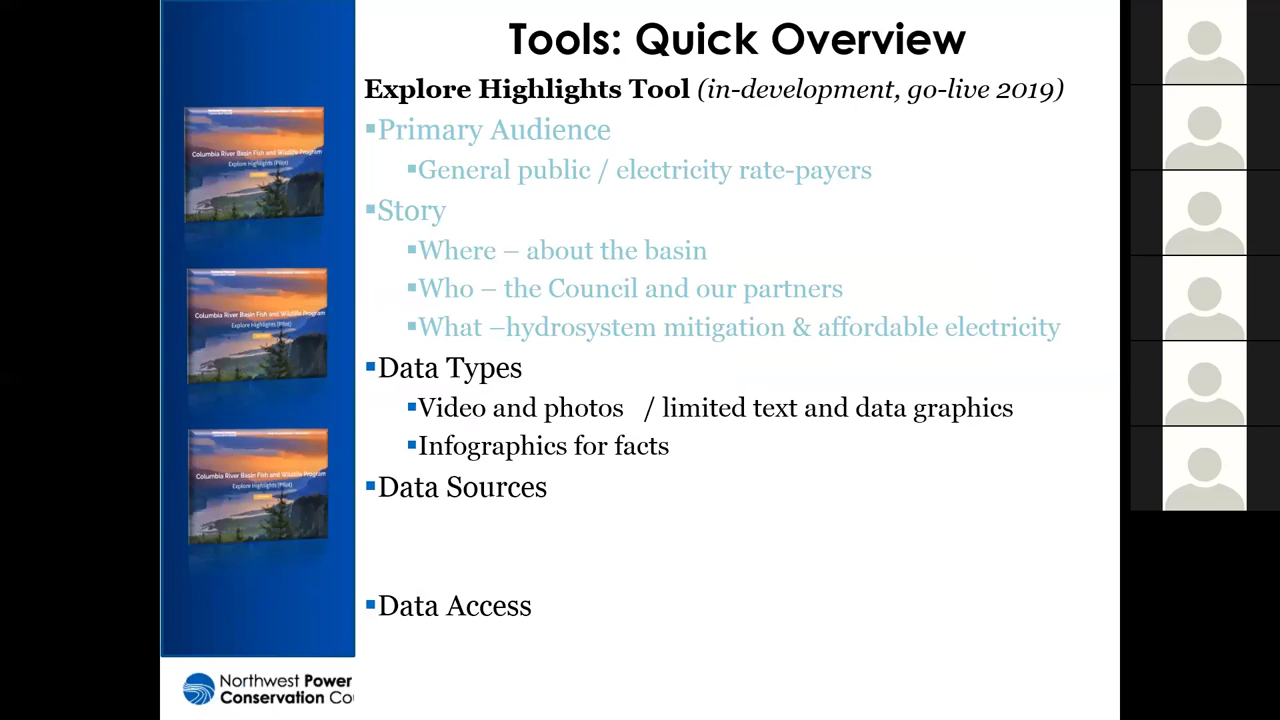 Tools: Quick Overview
Explore Highlights Tool (in-development, go-live 2019)
▪Primary Audience
▪General public / electricity rate-payers
▪Story
▪Where – about the basin
▪Who – the Council and our partners
▪What –hydrosystem mitigation & affordable electricity
▪Data Types
▪Video and photos / limited text and data graphics
▪Infographics for facts
▪Data Sources
▪Data Access
Columbia River Basin Fish and Wildlife Program
Explore Highlights (Pilot)
Columbia River Basin Fish and Wildlife Program
Explore Highlights (Pilot)
Columbia River Basin Fish and Wildlife Program
Explore Highlights (Pilot)
Northwest Power
Conservation Co